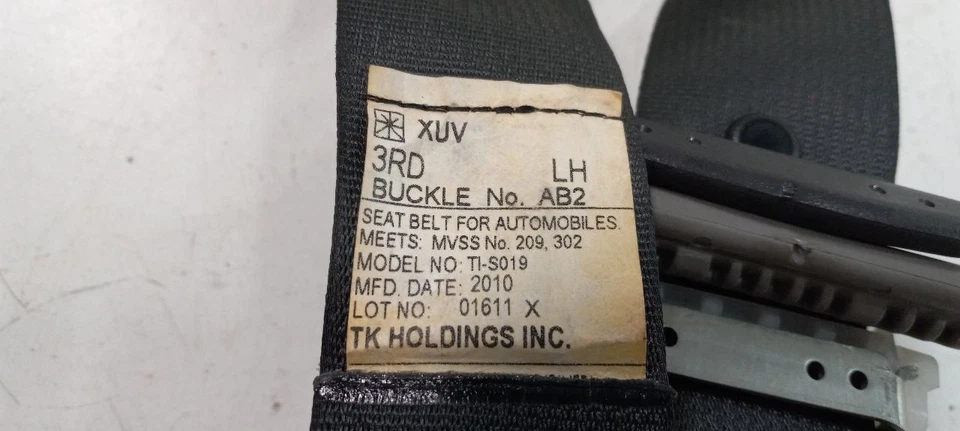 XUV
3RD LH
BUCKLE No. AB2
SEAT BELT FOR AUTOMOBILES.
MEETS: MVSS No. 209, 302
MODEL NO: TI-S019
MFD. DATE: 2010
LOT NO: 01611 X
TK HOLDINGS INC.